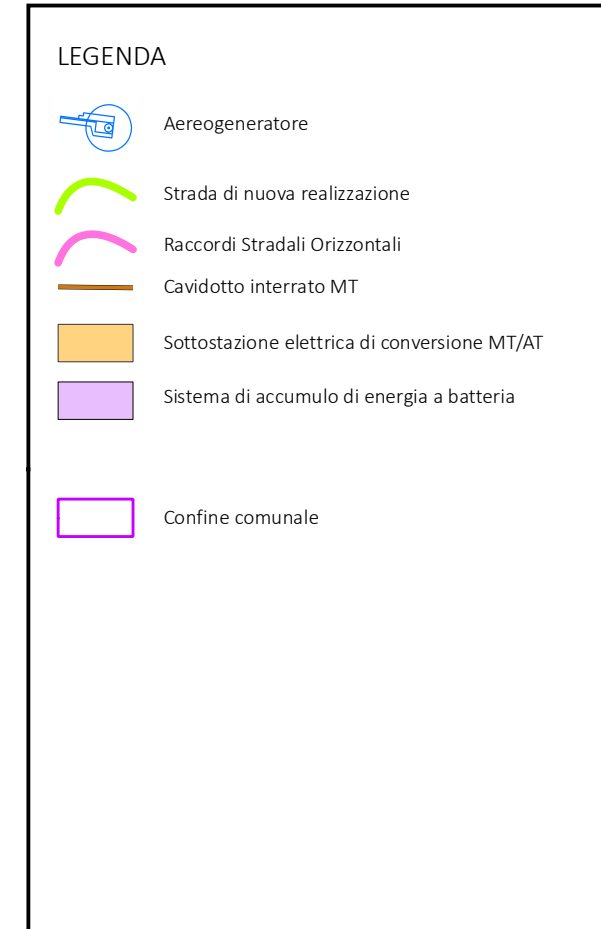 LEGENDA
Aereogeneratore
Strada di nuova realizzazione
Raccordi Stradali Orizzontali
Cavidotto interrato MT
Sottostazione elettrica di conversione MT/AT
Sistema di accumulo di energia a batteria
Confine comunale